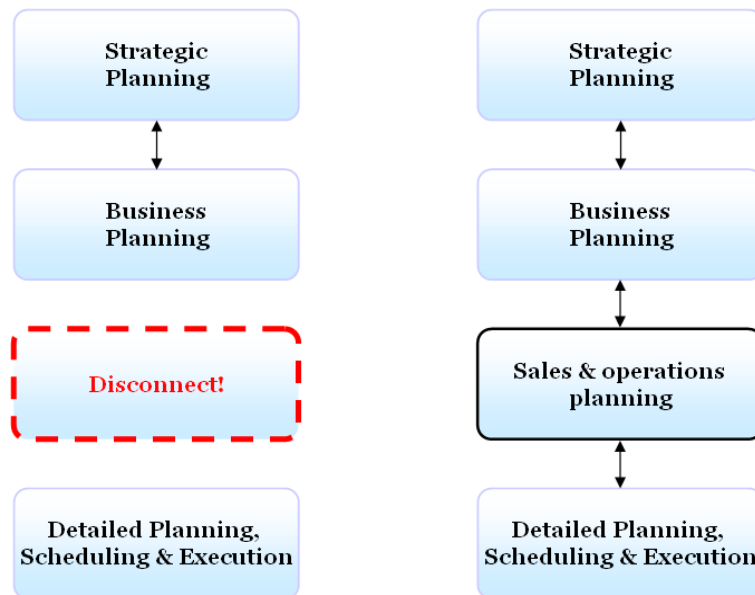 Strategic
Planning
Business
Planning
Disconnect!
Detailed Planning,
Scheduling & Execution
Strategic
Planning
Business
Planning
Sales & operations
planning
Detailed Planning,
Scheduling & Execution